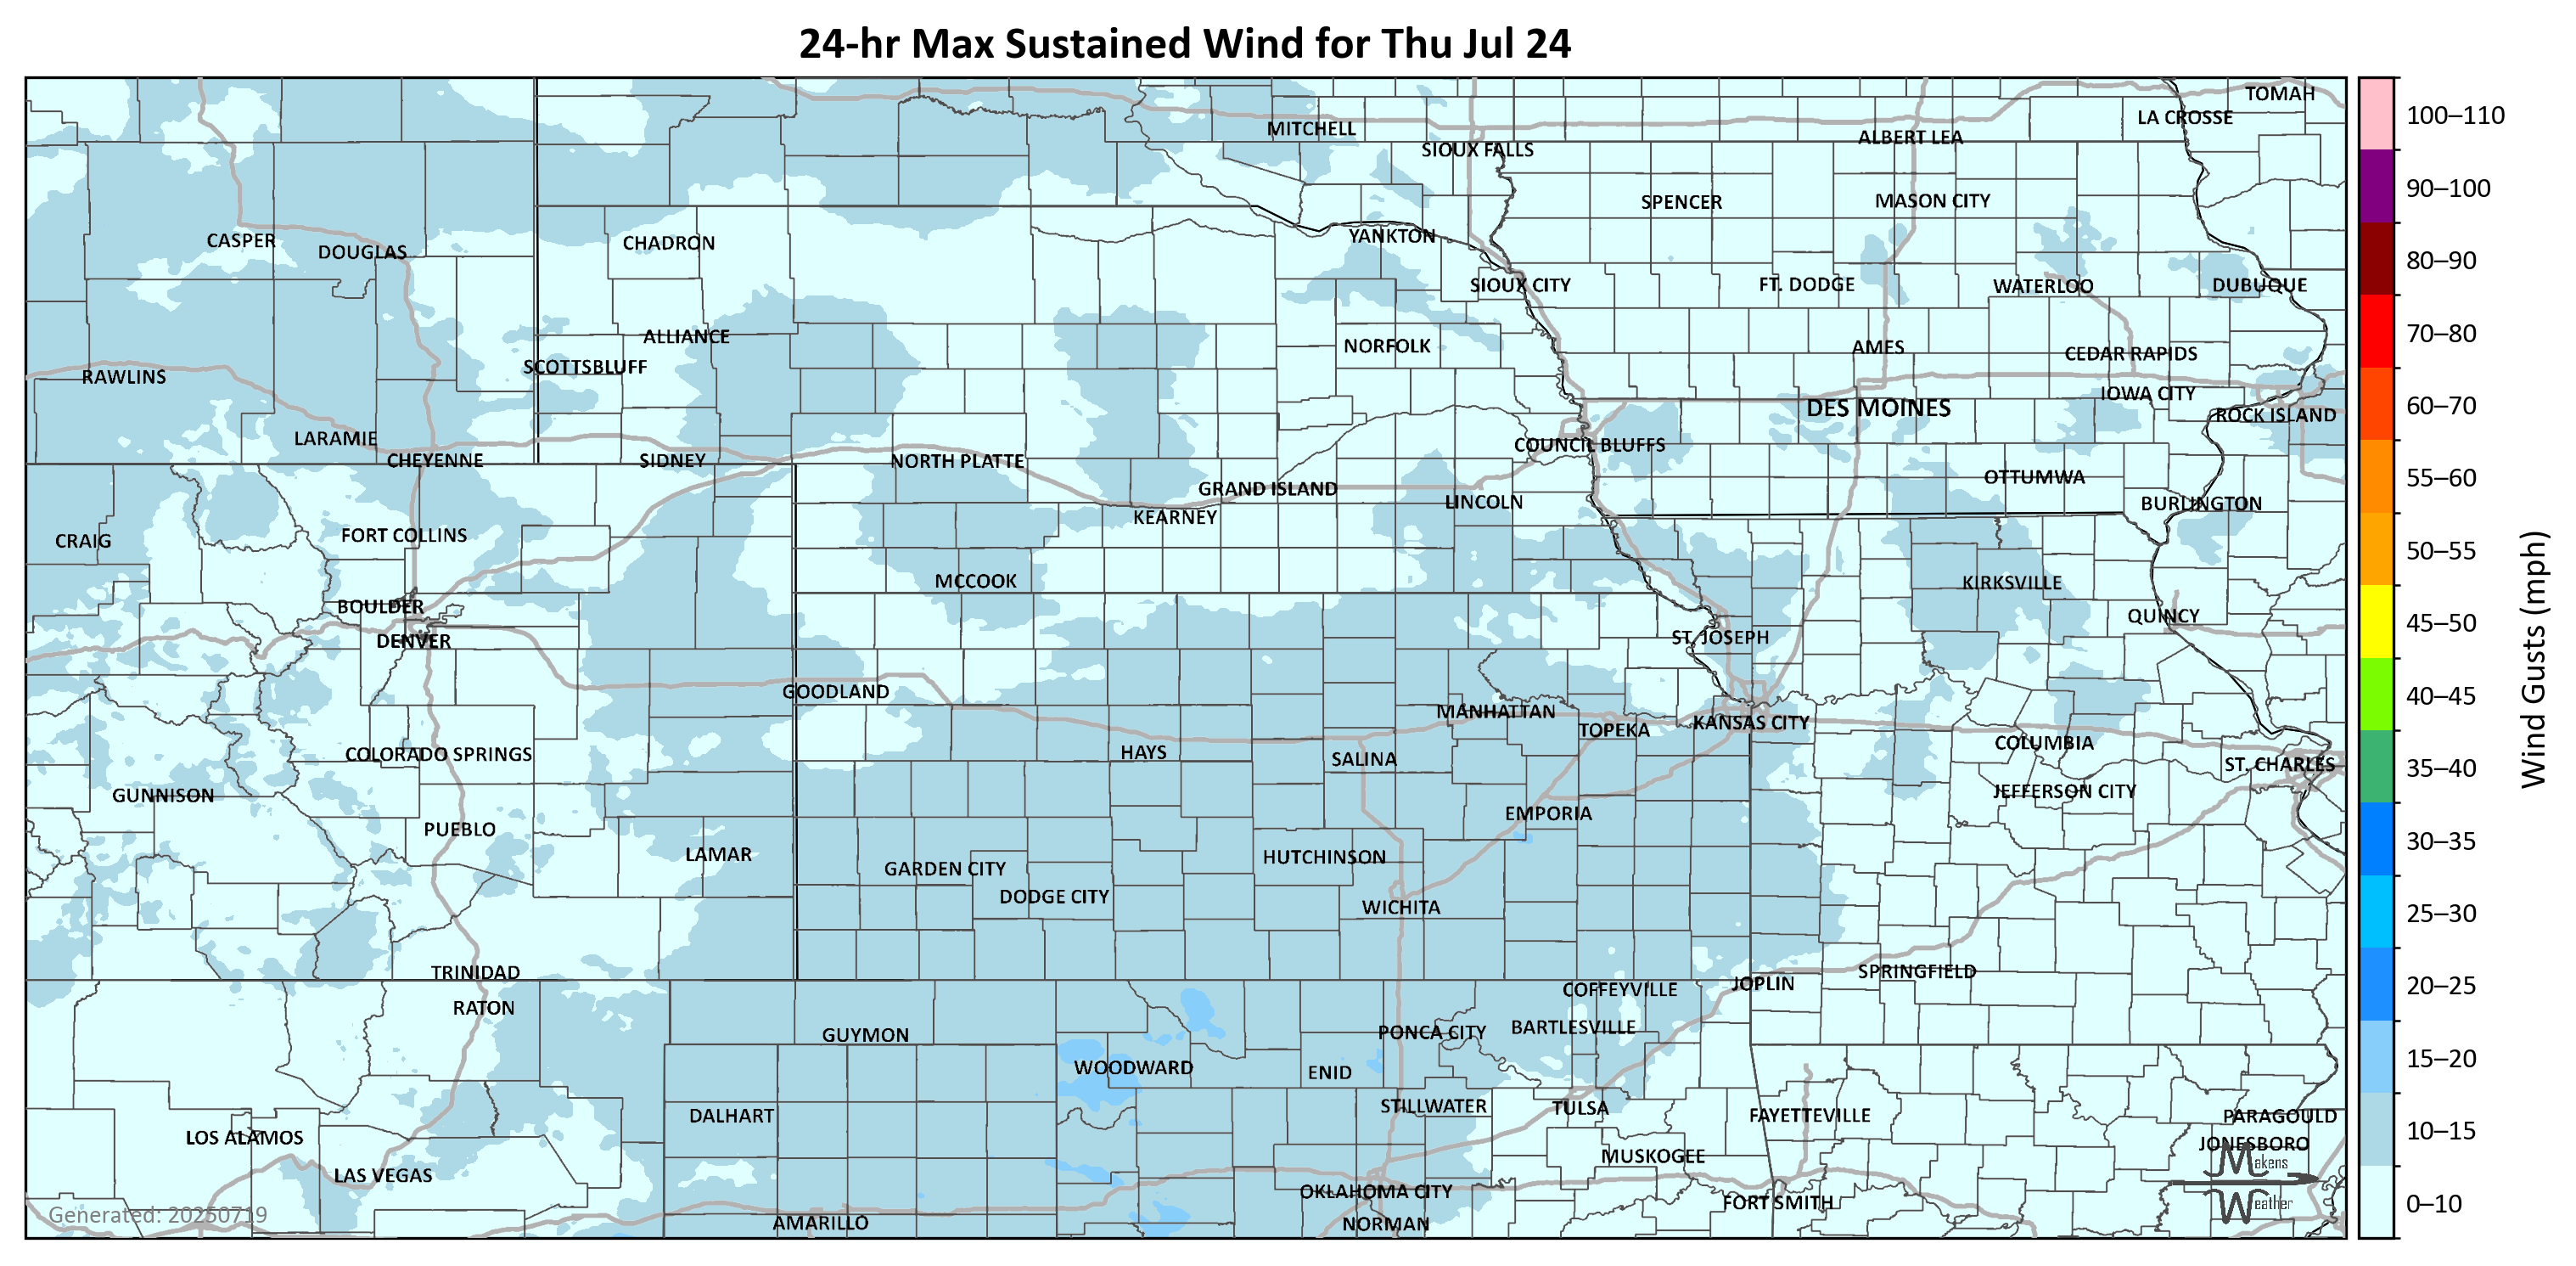 24-hr Max Sustained Wind for Thu Jul 24
TOMAH
LA CROSSE
MITCHELL
ALBERT LEA
SIOUX FALLS
SPENCER
MASON CITY
CASPER
DOUGLAS
CHADRON
YANKTON
SIOUX CITY
FT. DODGE
WATERLOO
DUBUQUE
ALLIANCE
NORFOLK
AMES
CEDAR RAPIDS
SCOTTSBLUFF
RAWLINS
IOWA CITY
DES MOINES
ROCK ISLAND
LARAMIE
COUNCIL BLUFFS
CHEYENNE
SIDNEY
NORTH PLATTE
OTTUMWA
GRAND ISLAND
LINCOLN
BURLINGTON
KEARNEY
FORT COLLINS
CRAIG
MCCOOK
KIRKSVILLE
BOULDER
QUINCY
DENVER
ST. JOSEPH
GOODLAND
MANHATTAN
TOPEKA
KANSAS CITY
COLUMBIA
COLORADO SPRINGS
HAYS
SALINA
ST. CHARLES
GUNNISON
JEFFERSON CITY
EMPORIA
PUEBLO
LAMAR
HUTCHINSON
GARDEN CITY
DODGE CITY
WICHITA
TRINIDAD
SPRINGFIELD
JOPLIN
COFFEYVILLE
RATON
BARTLESVILLE
GUYMON
PONCA CITY
WOODWARD
ENID
STILLWATER
TULSA
DALHART
FAYETTEVILLE
PARAGOULD
LOS ALAMOS
JONESBORO
MUSKOGEE
LAS VEGAS
OKLAHOMA CITY
FORT SMITH
AMARILLO
NORMAN
Generated: 20250719
Makens
Weather
100–110
90–100
80–90
70–80
60–70
55–60
50–55
45–50
40–45
35–40
30–35
25–30
20–25
15–20
10–15
0–10
Wind Gusts (mph)